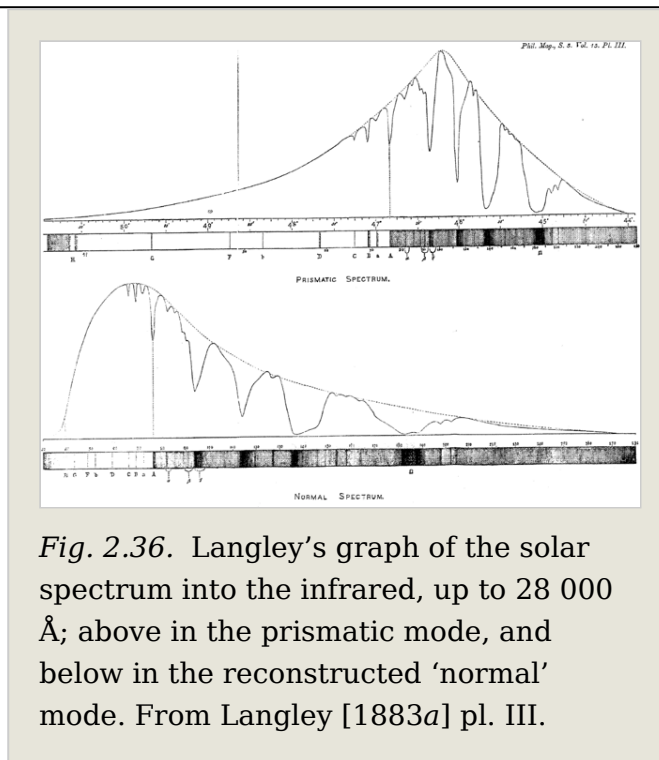 Phil. Mag., S. 5. Vol. 15. Pl. III.
PRISMATIC SPECTRUM.
NORMAL SPECTRUM.
Fig. 2.36. Langley’s graph of the solar
spectrum into the infrared, up to 28 000
Å; above in the prismatic mode, and
below in the reconstructed ‘normal’
mode. From Langley [1883a] pl. III.